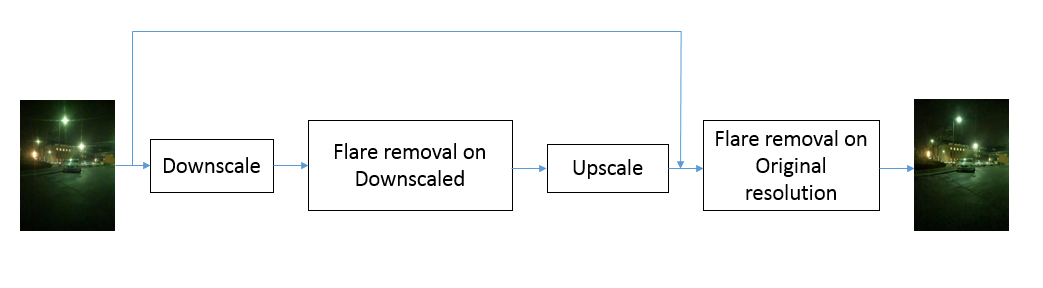 Downscale
Flare removal on
Downscaled
Upscale
Flare removal on
Original
resolution